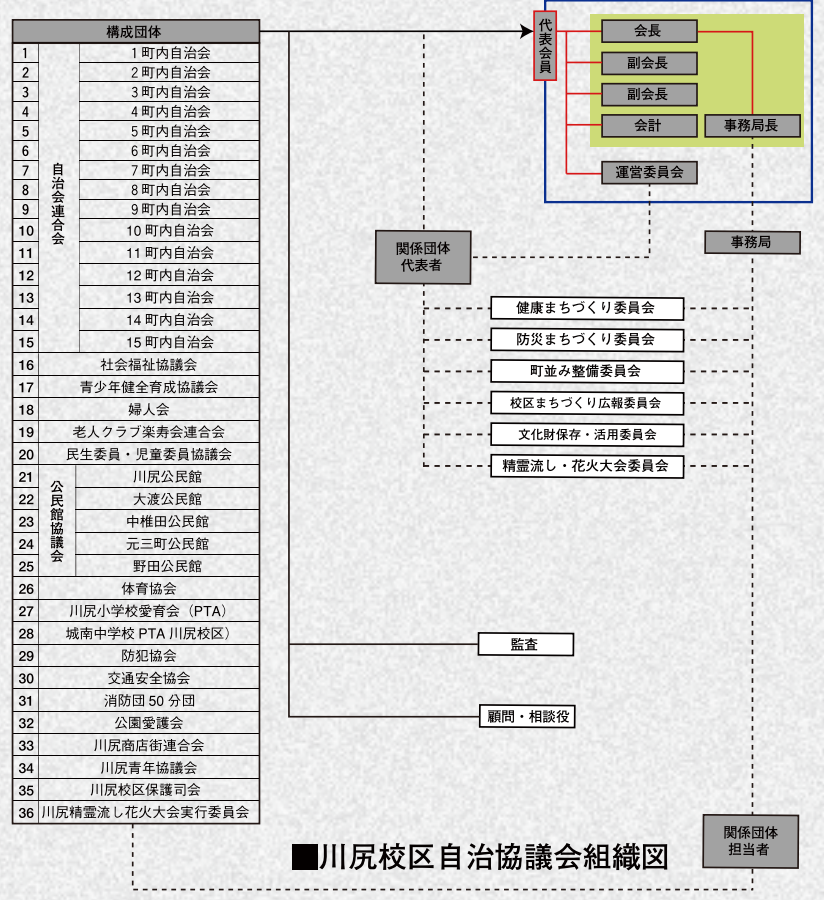 構成団体
1 1町内自治会
2 2町内自治会
3 3町内自治会
4 4町内自治会
5 5町内自治会
6 6町内自治会
7 7町内自治会
8 8町内自治会
9 9町内自治会
10 10町内自治会
11 11町内自治会
12 12町内自治会
13 13町内自治会
14 14町内自治会
15 15町内自治会
自治会連合会
16 社会福祉協議会
17 青少年健全育成協議会
18 婦人会
19 老人クラブ楽寿会連合会
20 民生委員・児童委員協議会
21 川尻公民館
22 大渡公民館
23 中椎田公民館
24 元三町公民館
25 野田公民館
公民館協議会
26 体育協会
27 川尻小学校愛育会（PTA）
28 城南中学校 PTA 川尻校区）
29 防犯協会
30 交通安全協会
31 消防団 50 分団
32 公園愛護会
33 川尻商店街連合会
34 川尻青年協議会
35 川尻校区保護司会
36 川尻精霊流し花火大会実行委員会
代表会員
会長
副会長
副会長
会計
事務局長
運営委員会
関係団体
代表者
事務局
健康まちづくり委員会
防災まちづくり委員会
町並み整備委員会
校区まちづくり広報委員会
文化財保存・活用委員会
精霊流し・花火大会委員会
監査
顧問・相談役
関係団体
担当者
■川尻校区自治協議会組織図